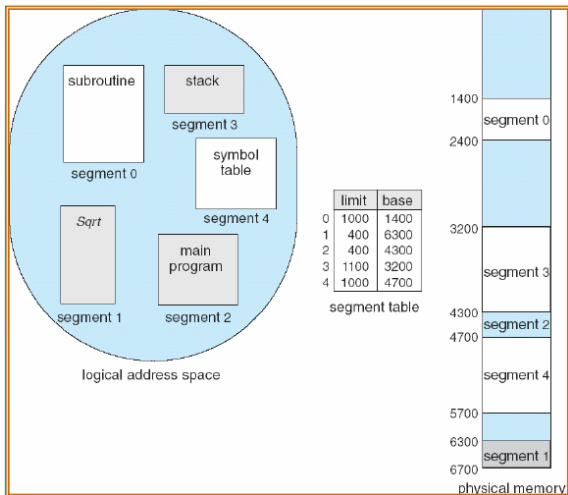 subroutine
segment 0
stack
segment 3
symbol
table
segment 4
Sqrt
segment 1
main
program
segment 2
logical address space
limit base
0 1000 1400
1 400 6300
2 400 4300
3 1100 3200
4 1000 4700
segment table
1400
segment 0
2400
3200
segment 3
4300
segment 2
4700
segment 4
5700
6300
segment 1
6700
physical memory